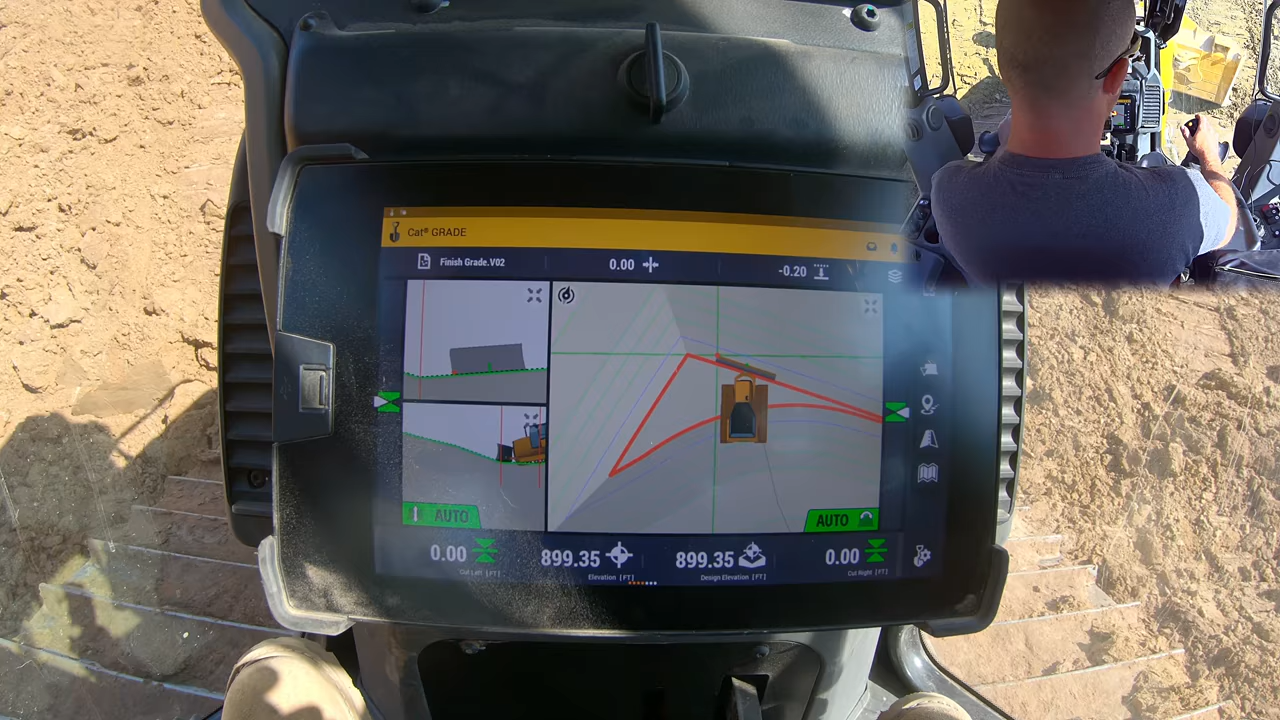 Cat® GRADE
Finish Grade.V02
0.00
-0.20
AUTO
AUTO
0.00
899.35
899.35
0.00
Cut Left [FT]
Elevation [FT]
Design Elevation [FT]
Cut Right [FT]